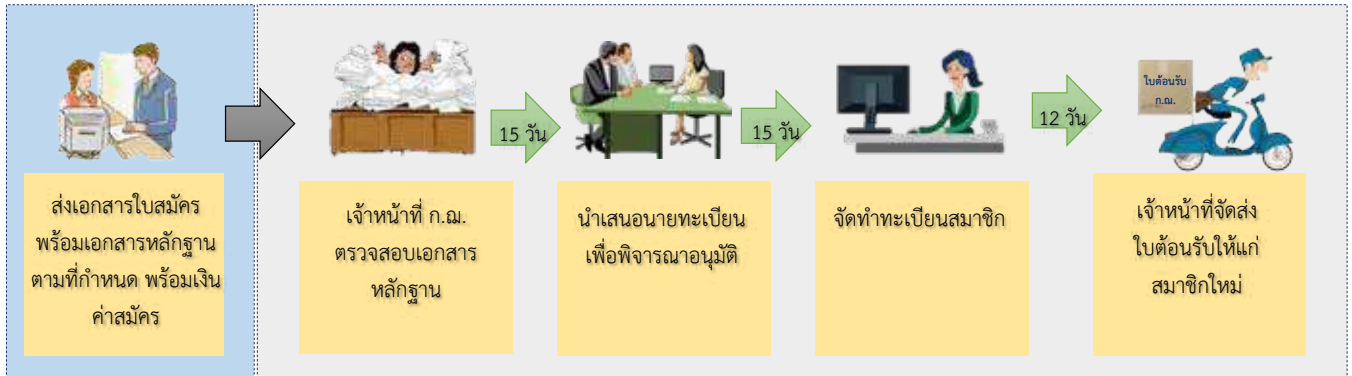 ใบต้อนรับ
ก.ฌ.
15 วัน
15 วัน
12 วัน
ส่งเอกสารใบสมัคร
พร้อมเอกสารหลักฐาน
ตามที่กำหนด พร้อมเงิน
ค่าสมัคร
เจ้าหน้าที่ ก.ฌ.
ตรวจสอบเอกสาร
หลักฐาน
นำเสนอนายทะเบียน
เพื่อพิจารณาอนุมัติ
จัดทำทะเบียนสมาชิก
เจ้าหน้าที่จัดส่ง
ใบต้อนรับให้แก่
สมาชิกใหม่